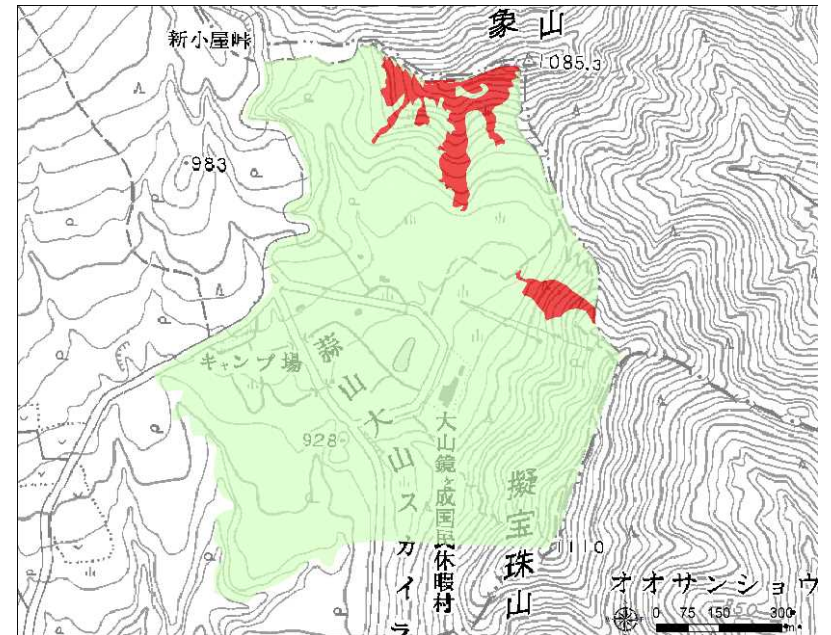 象山
新小屋峠
1085.3
983
キャンプ場
蒜山大山スカイラ
928
大山鏡ヶ成国民休暇村
擬宝珠山
1110
オオサンショウ
0 75 150 300
m